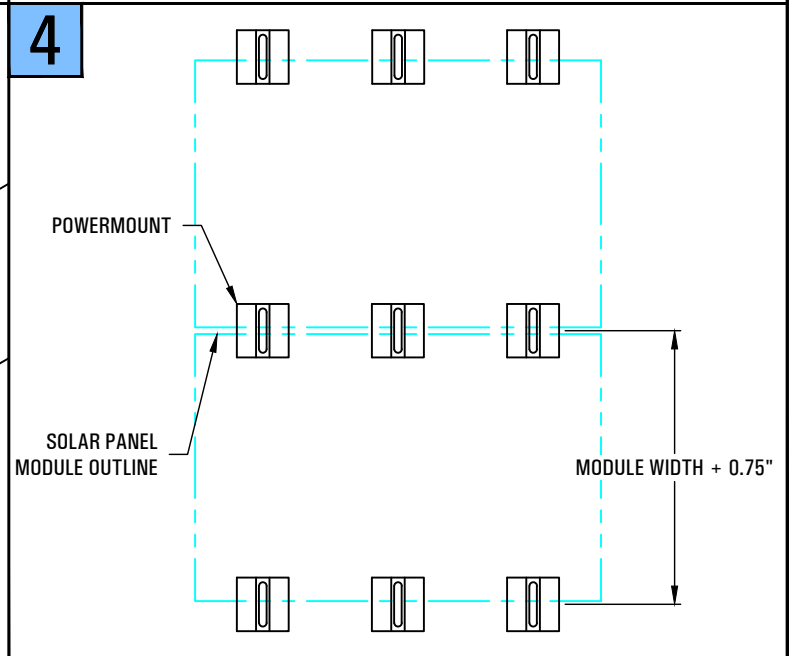 4
POWERMOUNT
SOLAR PANEL
MODULE OUTLINE
MODULE WIDTH + 0.75"